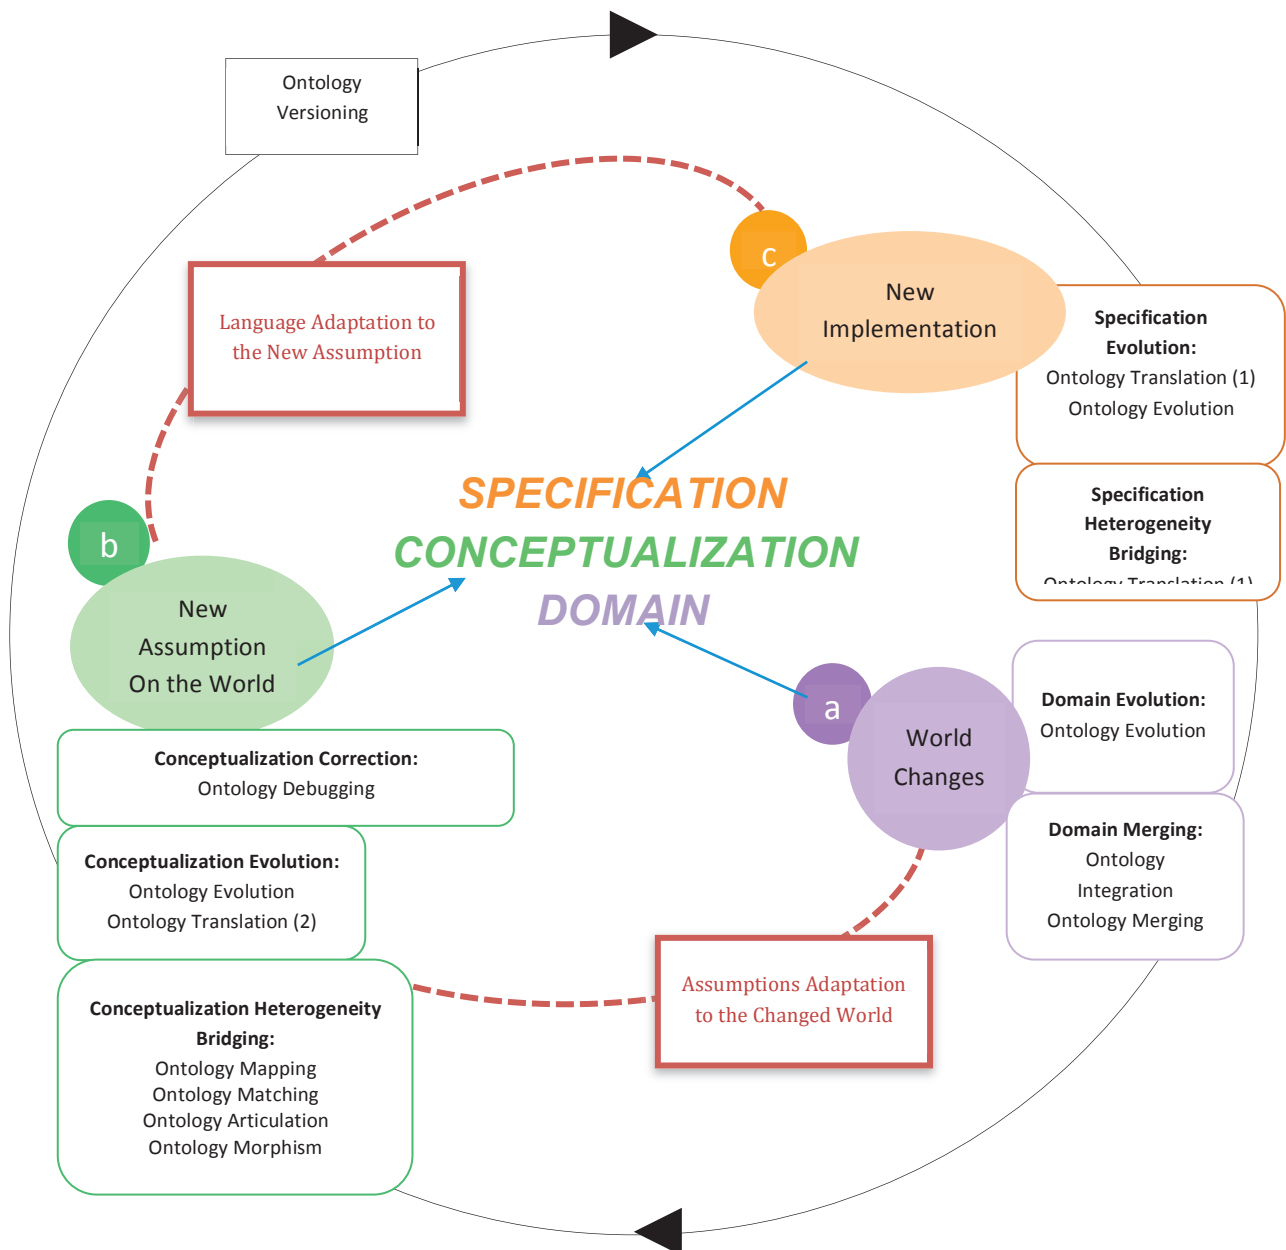 Ontology
Versioning
c
New
Implementation
Language Adaptation to
the New Assumption
Specification
Evolution:
Ontology Translation (1)
Ontology Evolution
SPECIFICATION
CONCEPTUALIZATION
DOMAIN
Specification
Heterogeneity
Bridging:
Ontology Translation (1)
b
New
Assumption
On the World
a
World
Changes
Domain Evolution:
Ontology Evolution
Conceptualization Correction:
Ontology Debugging
Domain Merging:
Ontology
Integration
Ontology Merging
Conceptualization Evolution:
Ontology Evolution
Ontology Translation (2)
Assumptions Adaptation
to the Changed World
Conceptualization Heterogeneity
Bridging:
Ontology Mapping
Ontology Matching
Ontology Articulation
Ontology Morphism